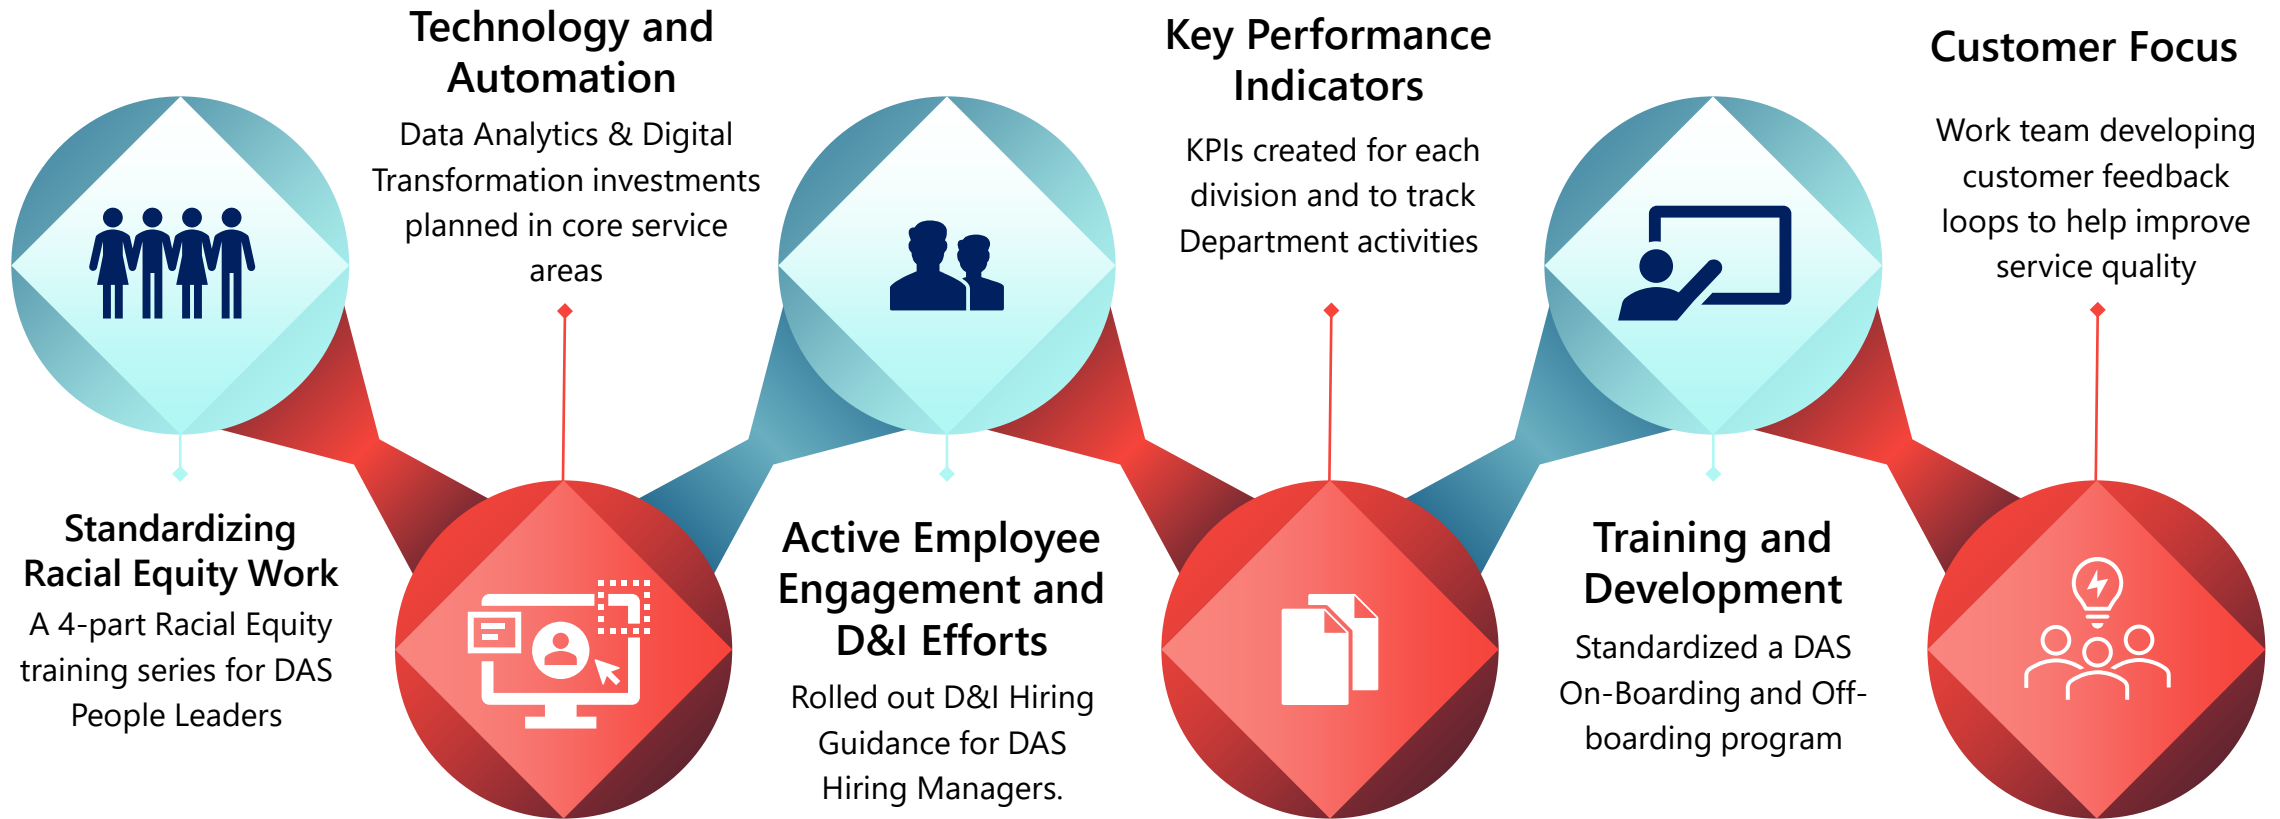 Standardizing
Racial Equity Work
A 4-part Racial Equity
training series for DAS
People Leaders
Technology and
Automation
Data Analytics & Digital
Transformation investments
planned in core service
areas
Active Employee
Engagement and
D&I Efforts
Rolled out D&I Hiring
Guidance for DAS
Hiring Managers.
Key Performance
Indicators
KPIs created for each
division and to track
Department activities
Training and
Development
Standardized a DAS
On-Boarding and Off-
boarding program
Customer Focus
Work team developing
customer feedback
loops to help improve
service quality